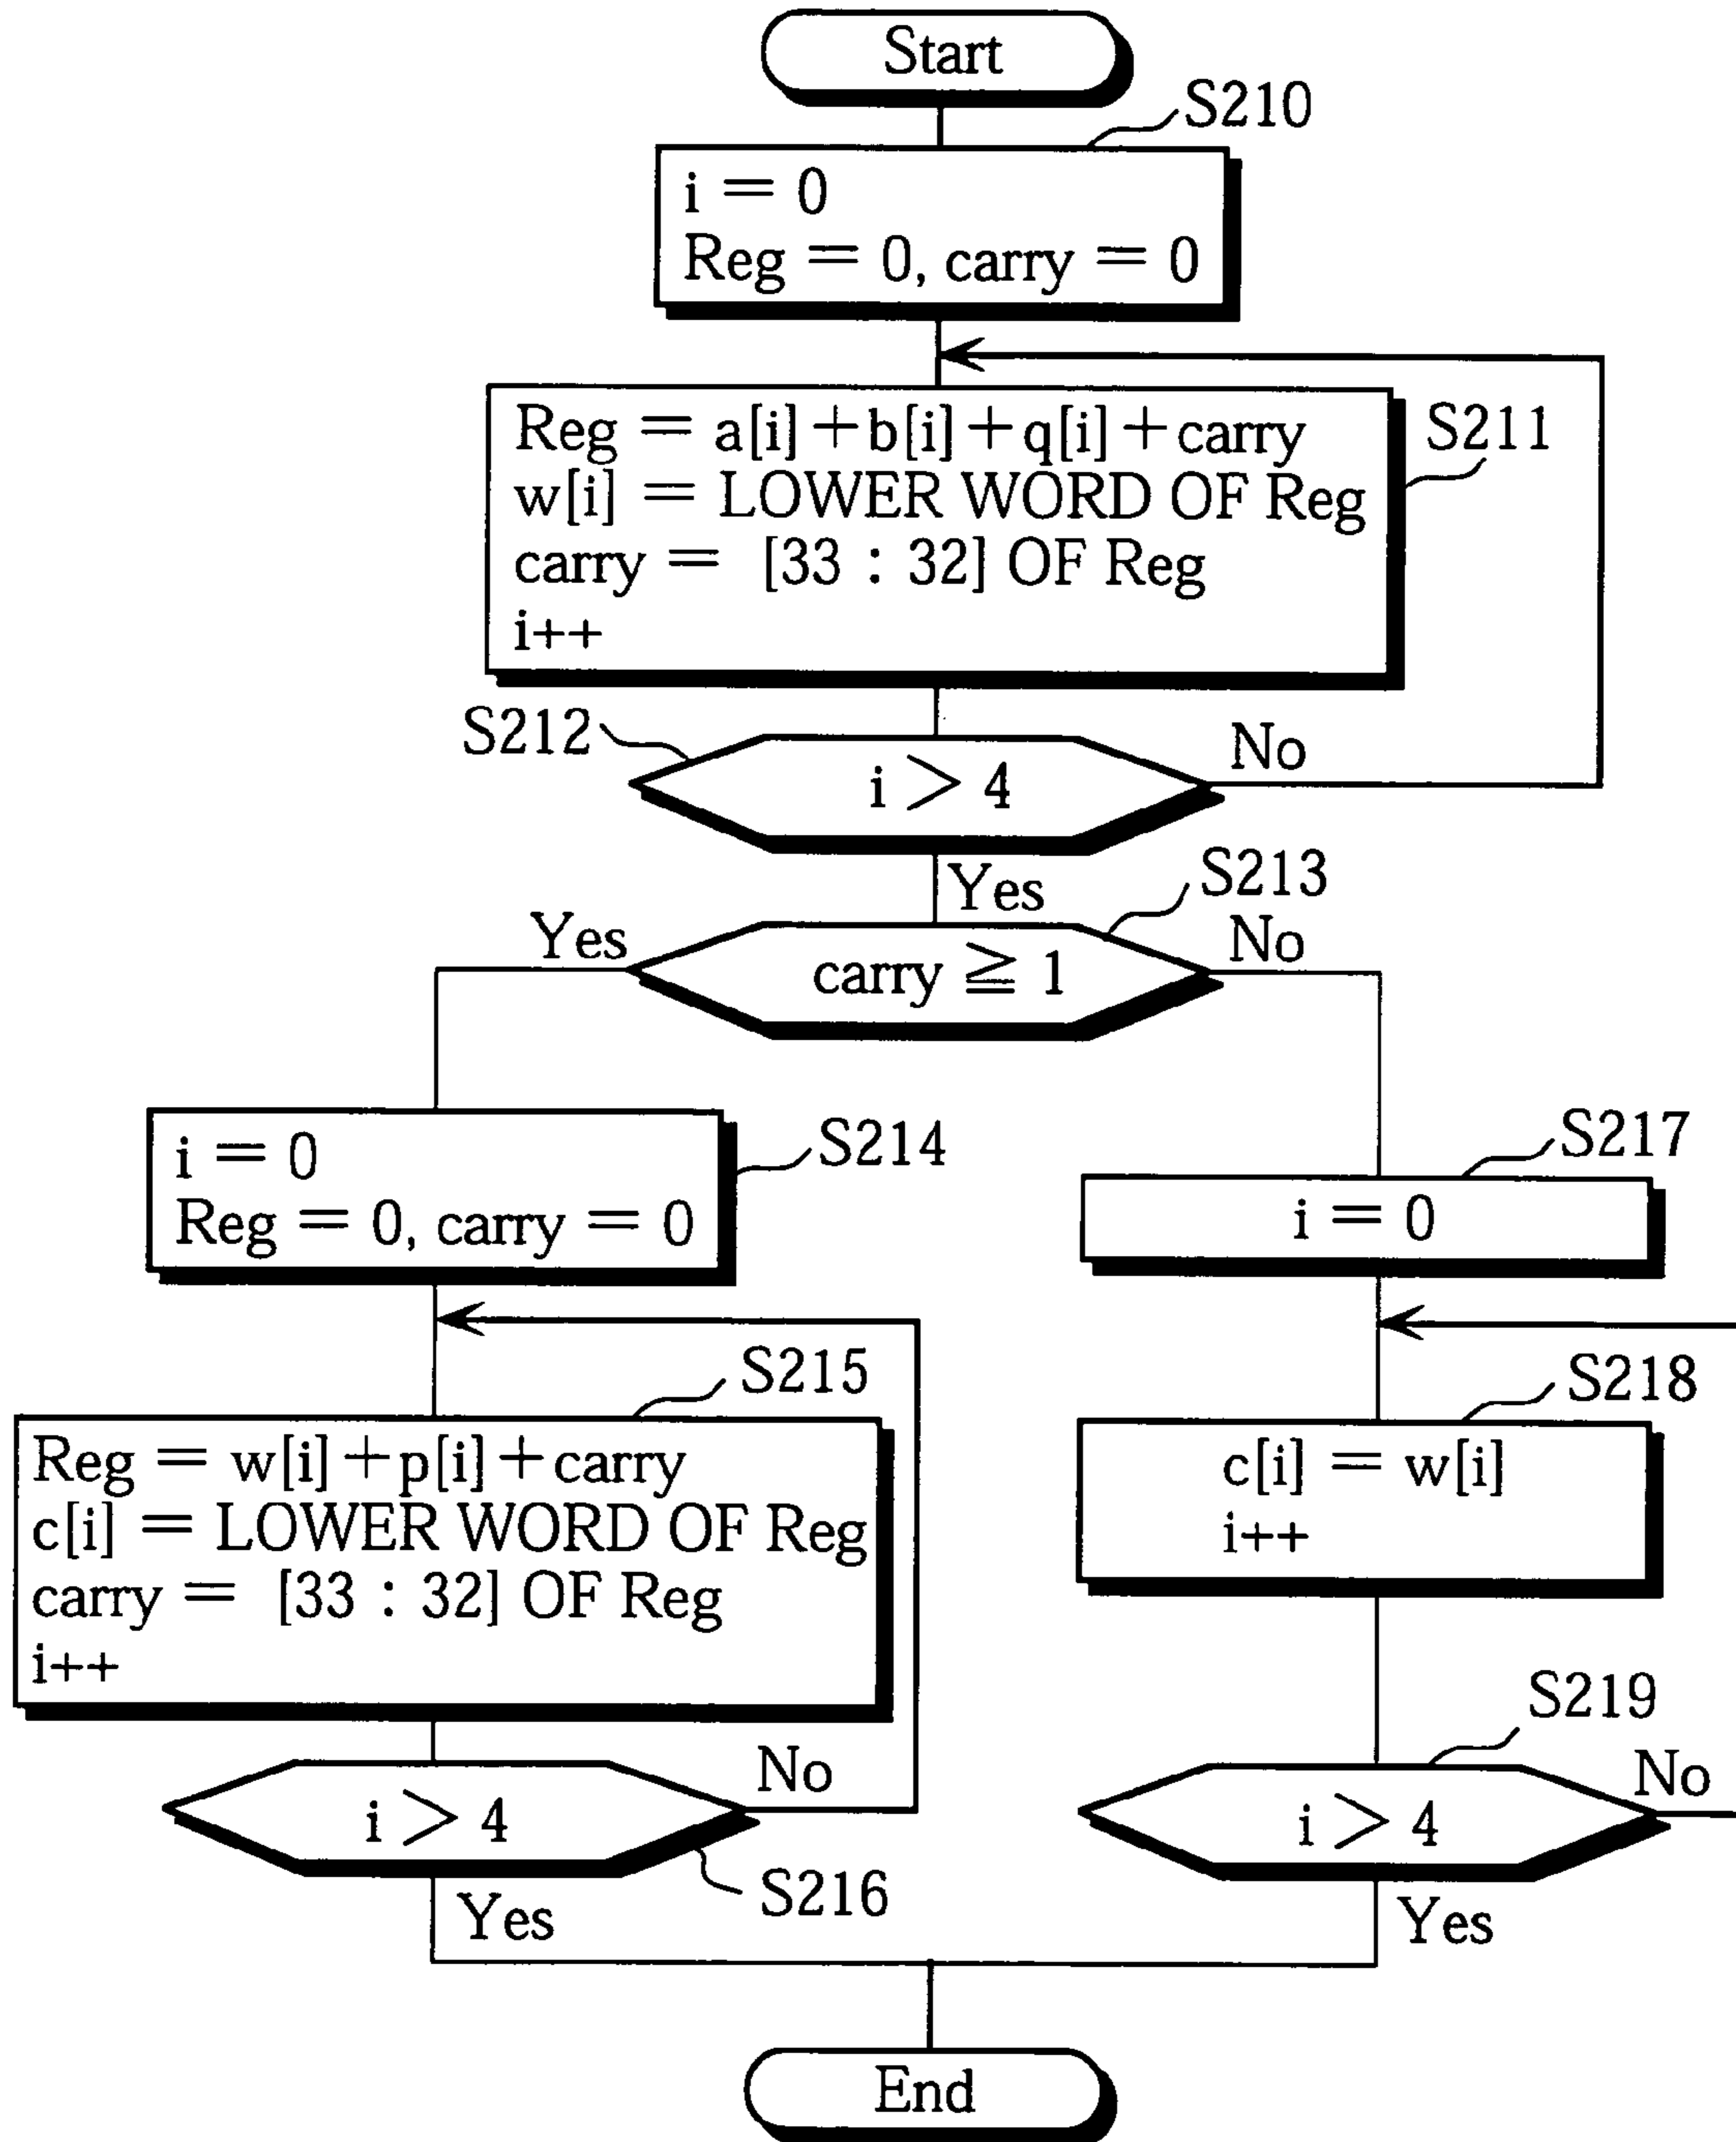 Start
S210
i = 0
Reg = 0, carry = 0
Reg = a[i]+b[i]+q[i]+carry
S211
w[i] = LOWER WORD OF Reg
carry = [33 : 32] OF Reg
i++
S212
No
i > 4
Yes
S213
Yes
No
carry ≧ 1
S214
i = 0
Reg = 0, carry = 0
S217
i = 0
S215
Reg = w[i]+p[i]+carry
c[i] = LOWER WORD OF Reg
carry = [33 : 32] OF Reg
i++
S218
c[i] = w[i]
i++
No
i > 4
S216
Yes
S219
No
i > 4
Yes
End